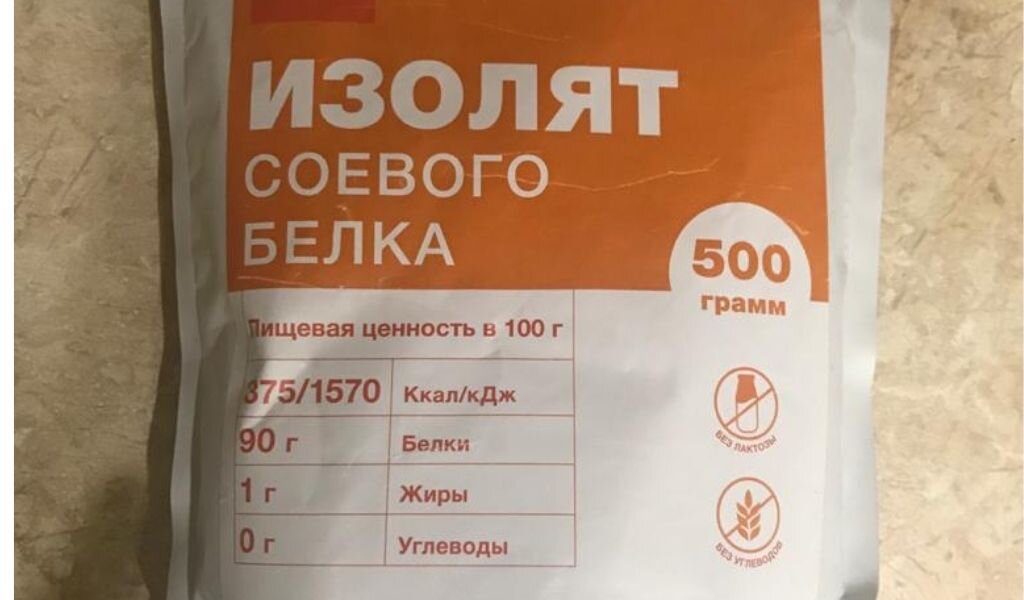 ИЗОЛЯТ
СОЕВОГО
БЕЛКА
500
грамм
Пищевая ценность в 100 г
375/1570 Ккал/кДж
90 г Белки
1 г Жиры
0 г Углеводы
БЕЗ ЛАКТОЗЫ
БЕЗ УГЛЕВОДОВ